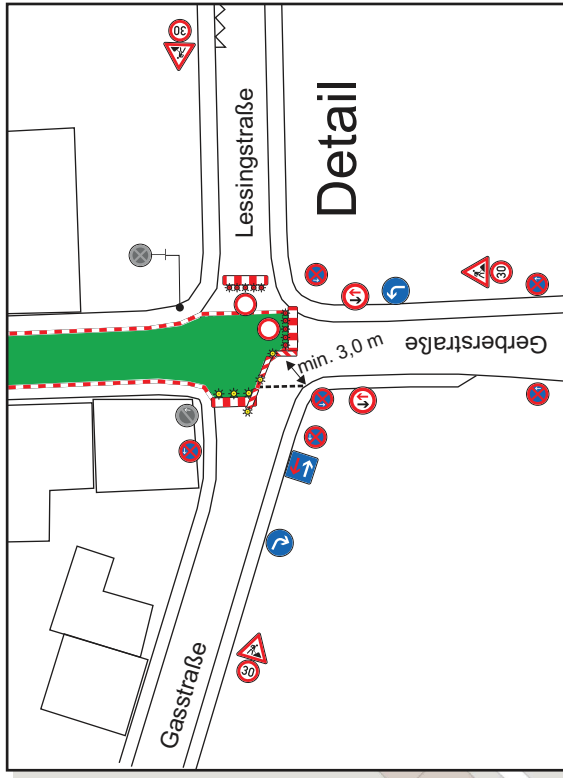 30
Lessingstraße
Detail
30
Gerberstraße
min. 3,0 m
30
Gasstraße